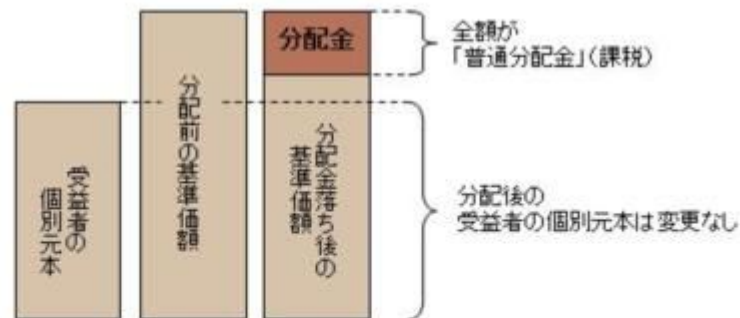 受益者の
個別元本
分配前の基準価額
分配金
分配金落ち後の
基準価額
全額が
「普通分配金」(課税)
分配後の
受益者の個別元本は変更なし